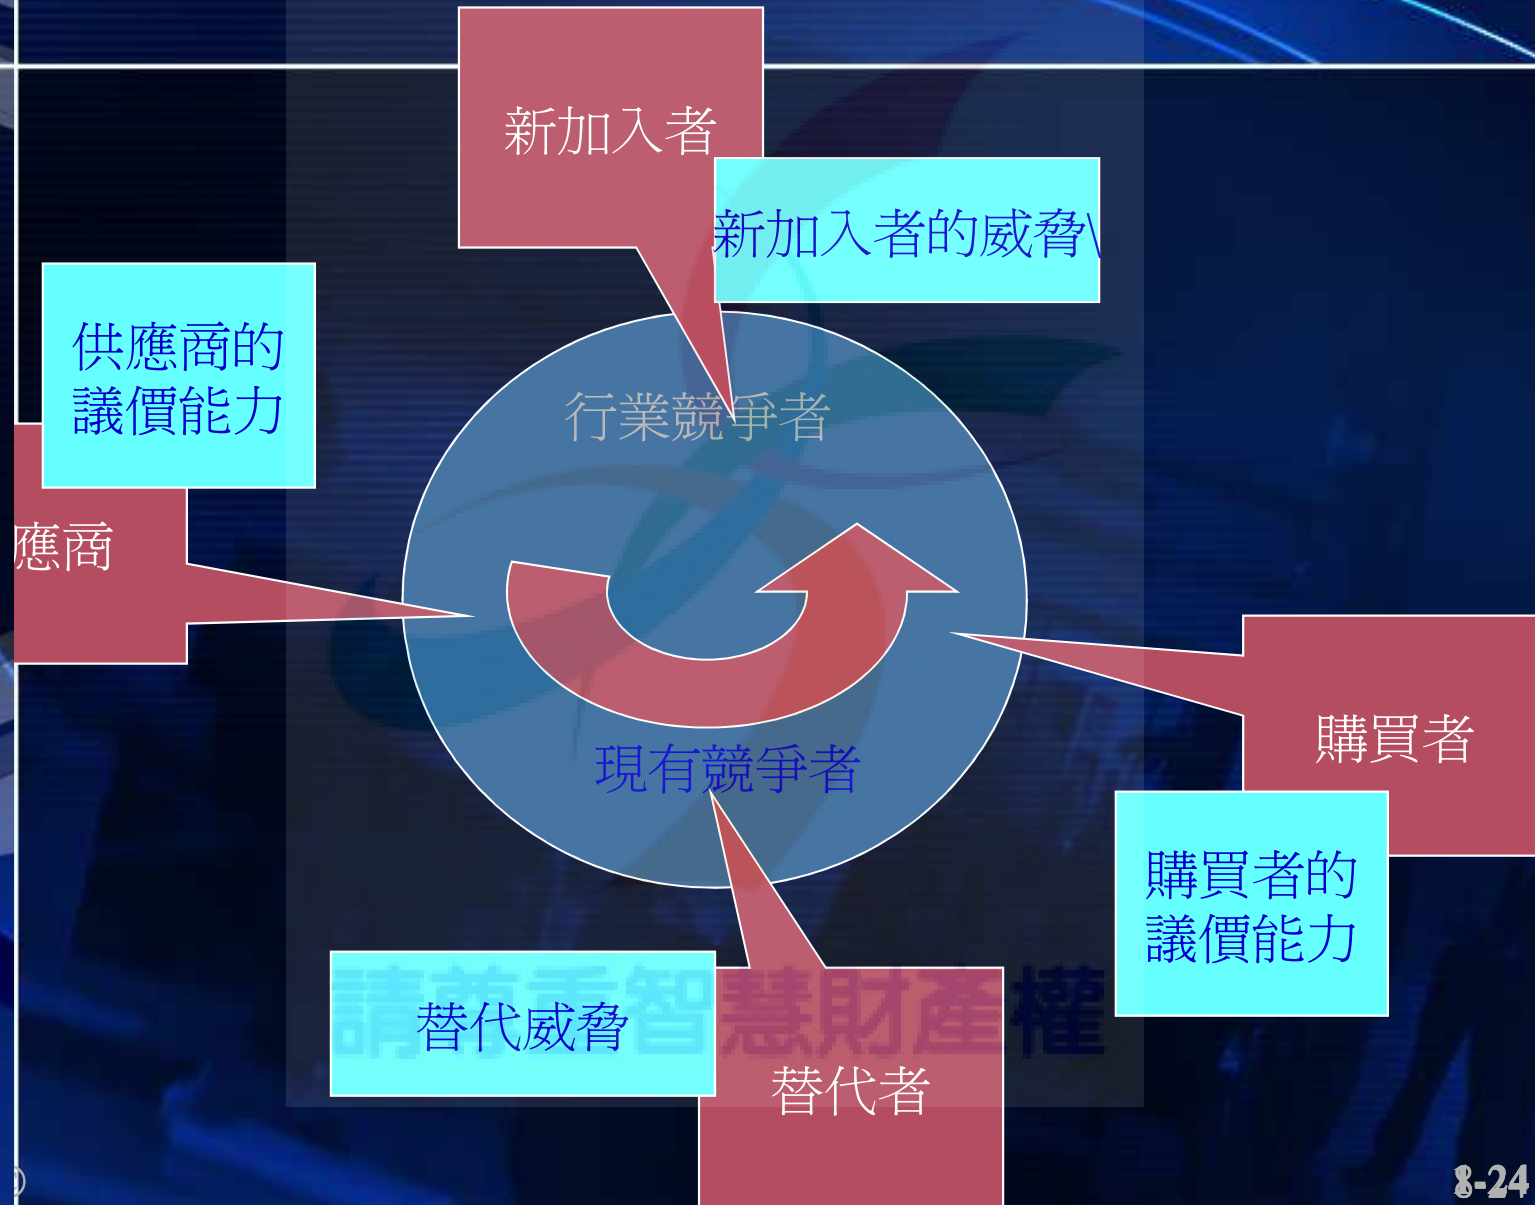 新加入者
新加入者的威脅\
供應商的
議價能力
行業競爭者
應商
購買者
現有競爭者
購買者的
議價能力
替代威脅
請尊重智慧財產權
替代者
8-24